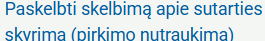 Paskelbti skelbimą apie sutarties
skyrimą (pirkimo nutraukimą)